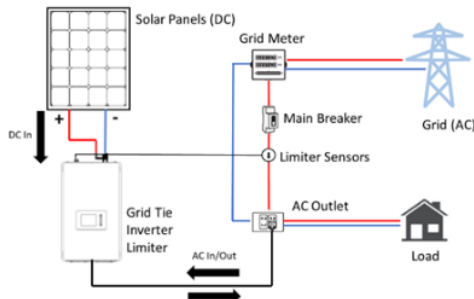 Solar Panels (DC)
Grid Meter
+
-
DC In
Main Breaker
Grid (AC)
Limiter Sensors
Grid Tie
Inverter
Limiter
AC Outlet
AC In/Out
Load